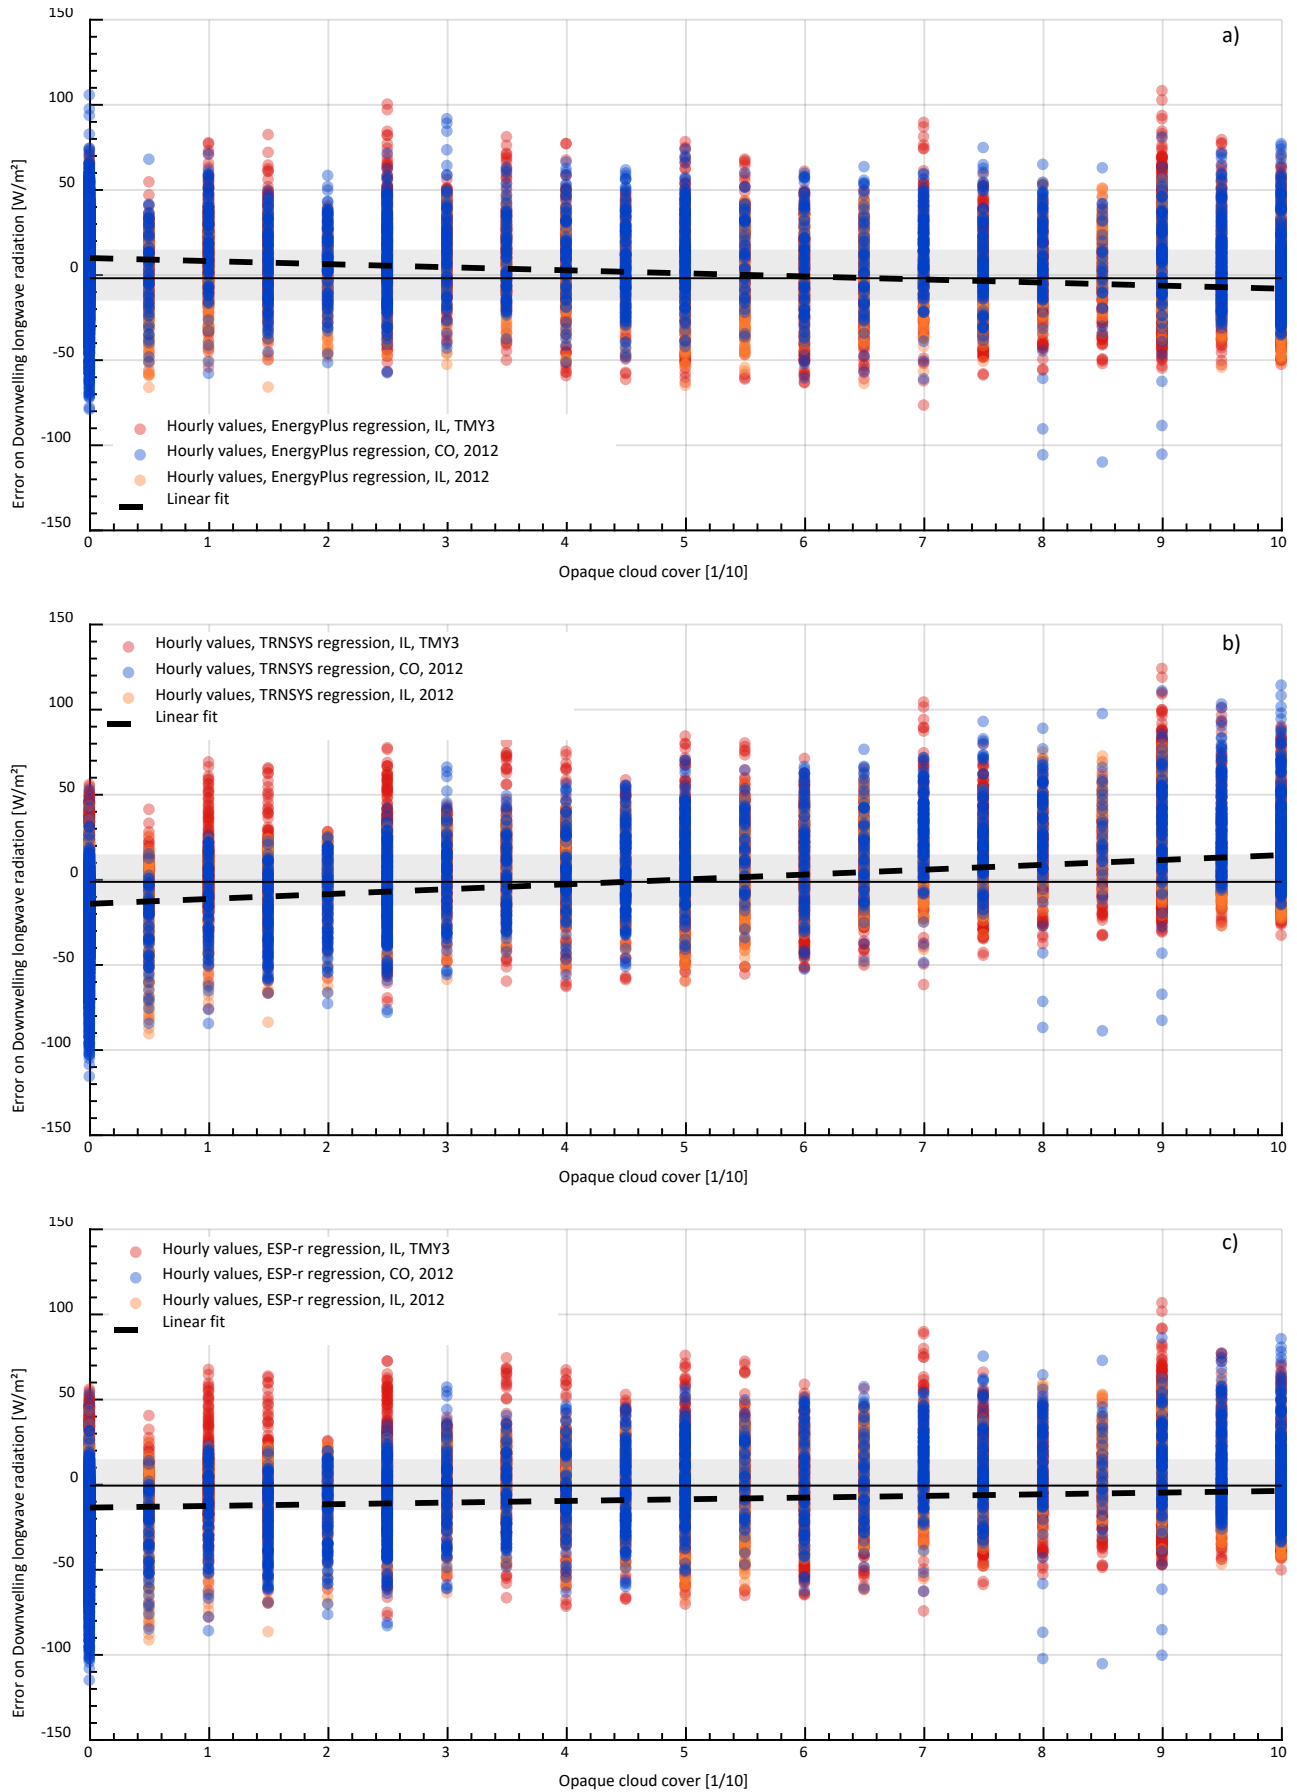 150
a)
100
50
0
-50
-100
-150
Error on Downwelling longwave radiation [W/m²]
Hourly values, EnergyPlus regression, IL, TMY3
Hourly values, EnergyPlus regression, CO, 2012
Hourly values, EnergyPlus regression, IL, 2012
Linear fit
0 1 2 3 4 5 6 7 8 9 10
Opaque cloud cover [1/10]
150
b)
100
50
0
-50
-100
-150
Error on Downwelling longwave radiation [W/m²]
Hourly values, TRNSYS regression, IL, TMY3
Hourly values, TRNSYS regression, CO, 2012
Hourly values, TRNSYS regression, IL, 2012
Linear fit
0 1 2 3 4 5 6 7 8 9 10
Opaque cloud cover [1/10]
150
c)
100
50
0
-50
-100
-150
Error on Downwelling longwave radiation [W/m²]
Hourly values, ESP-r regression, IL, TMY3
Hourly values, ESP-r regression, CO, 2012
Hourly values, ESP-r regression, IL, 2012
Linear fit
0 1 2 3 4 5 6 7 8 9 10
Opaque cloud cover [1/10]